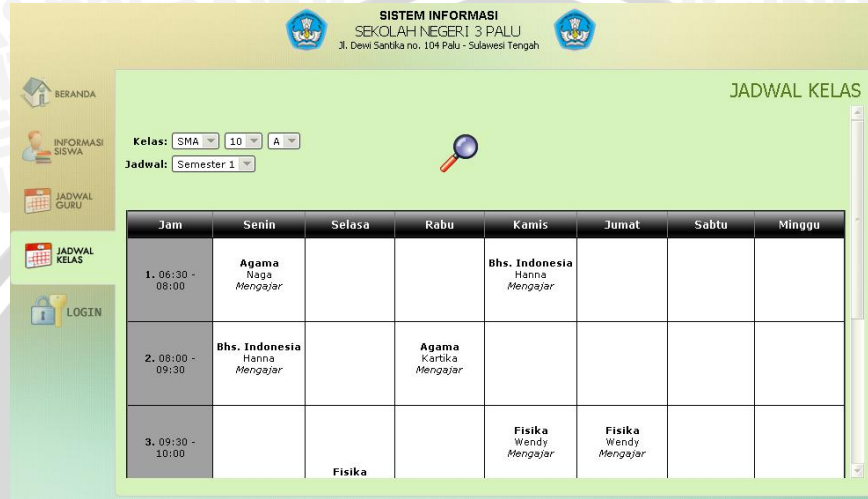 SISTEM INFORMASI
SEKOLAH NEGERI 3 PALU
Jl. Dewi Santika no. 104 Palu - Sulawesi Tengah
BERANDA
INFORMASI
SISWA
JADWAL
GURU
JADWAL
KELAS
LOGIN
JADWAL KELAS
Kelas: SMA 10 A
Jadwal: Semester 1
Jam Senin Selasa Rabu Kamis Jumat Sabtu Minggu
1. 06:30 -
08:00
Agama
Naga
Mengajar
Bhs. Indonesia
Hanna
Mengajar
2. 08:00 -
09:30
Bhs. Indonesia
Hanna
Mengajar
Agama
Kartika
Mengajar
3. 09:30 -
10:00
Fisika
Fisika
Wendy
Mengajar
Fisika
Wendy
Mengajar